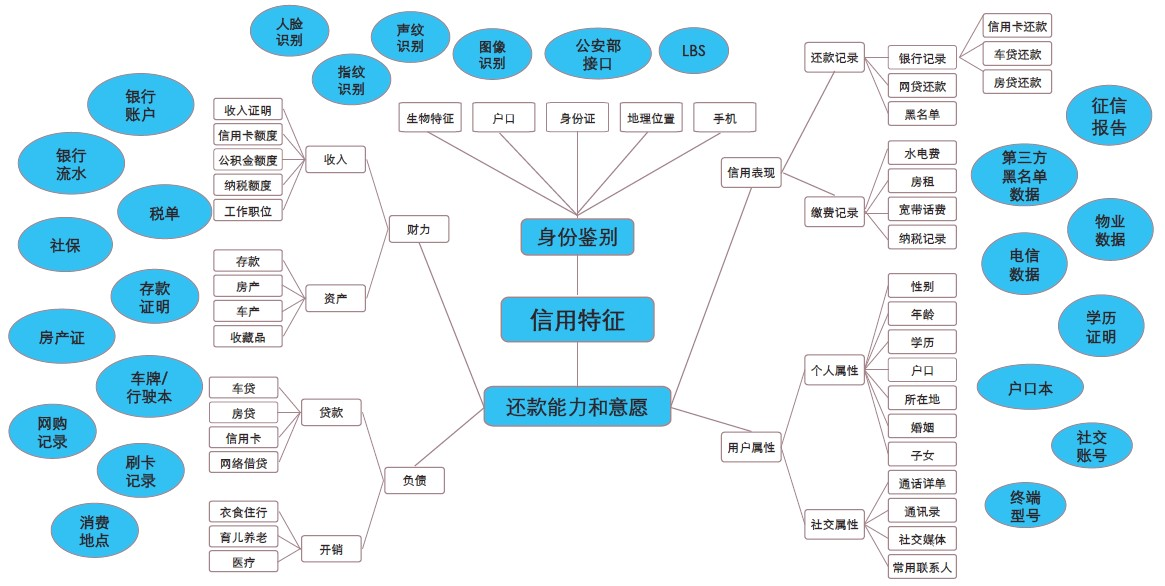 人脸
识别
指纹
识别
声纹
识别
图像
识别
公安部
接口
LBS
银行
账户
银行
流水
税单
社保
存款
证明
房产证
车牌/
行驶本
网购
记录
刷卡
记录
消费
地点
收入证明
信用卡额度
公积金额度
纳税额度
工作职位
收入
存款
房产
车产
收藏品
资产
财力
车贷
房贷
信用卡
网络借贷
贷款
衣食住行
育儿养老
医疗
开销
负债
生物特征
户口
身份证
地理位置
手机
身份鉴别
信用特征
还款能力和意愿
信用表现
还款记录
银行记录
信用卡还款
车贷还款
房贷还款
网贷还款
黑名单
缴费记录
水电费
房租
宽带话费
纳税记录
用户属性
个人属性
性别
年龄
学历
户口
所在地
婚姻
子女
社交属性
通话详单
通讯录
社交媒体
常用联系人
征信
报告
第三方
黑名单
数据
物业
数据
电信
数据
学历
证明
户口本
社交
账号
终端
型号